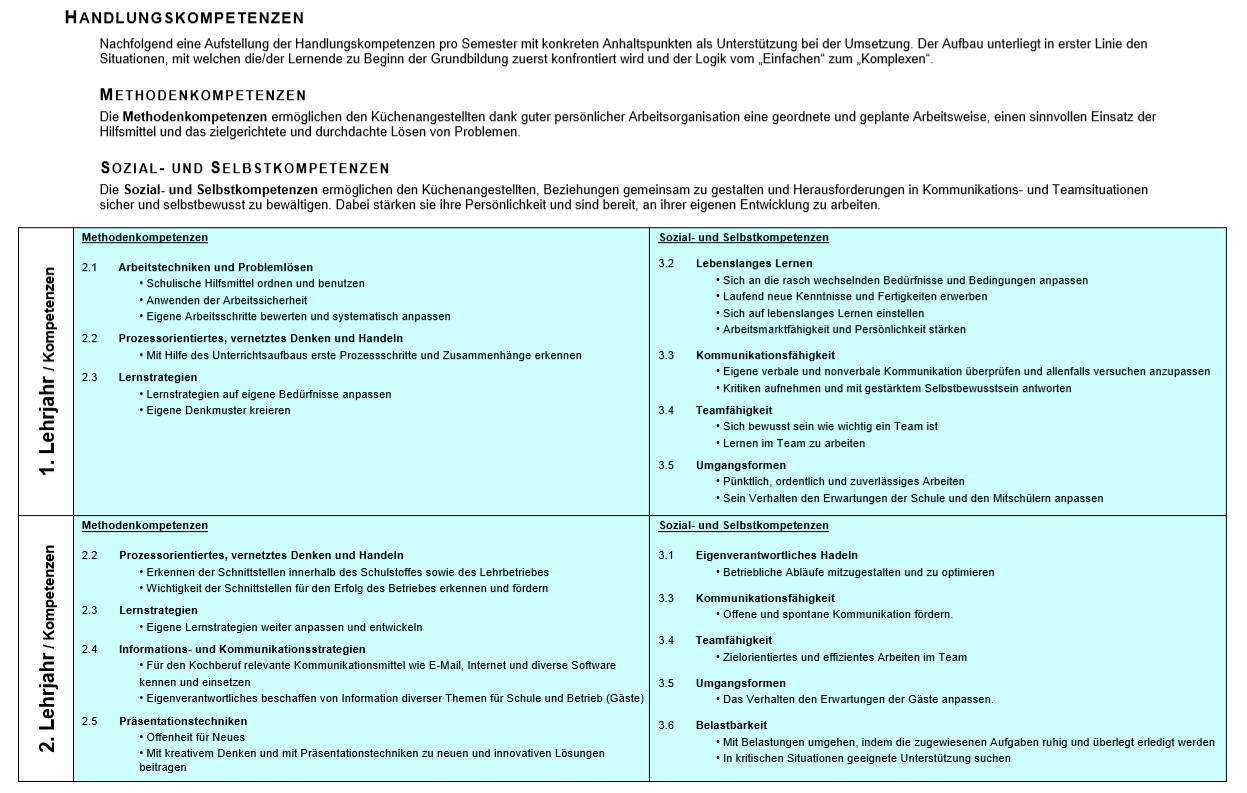 HANDLUNGSKOMPETENZEN
Nachfolgend eine Aufstellung der Handlungskompetenzen pro Semester mit konkreten Anhaltspunkten als Unterstützung bei der Umsetzung. Der Aufbau unterliegt in erster Linie den
Situationen, mit welchen die/der Lernende zu Beginn der Grundbildung zuerst konfrontiert wird und der Logik vom „Einfachen“ zum „Komplexen“.
METHODENKOMPETENZEN
Die Methodenkompetenzen ermöglichen den Küchenangestellten dank guter persönlicher Arbeitsorganisation eine geordnete und geplante Arbeitsweise, einen sinnvollen Einsatz der
Hilfsmittel und das zielgerichtete und durchdachte Lösen von Problemen.
SOZIAL- UND SELBSTKOMPETENZEN
Die Sozial- und Selbstkompetenzen ermöglichen den Küchenangestellten, Beziehungen gemeinsam zu gestalten und Herausforderungen in Kommunikations- und Teamsituationen
sicher und selbstbewusst zu bewältigen. Dabei stärken sie ihre Persönlichkeit und sind bereit, an ihrer eigenen Entwicklung zu arbeiten.
1. Lehrjahr / Kompetenzen
Methodenkompetenzen
2.1 Arbeitstechniken und Problemlösen
• Schulische Hilfsmittel ordnen und benutzen
• Anwenden der Arbeitssicherheit
• Eigene Arbeitsschritte bewerten und systematisch anpassen
2.2 Prozessorientiertes, vernetztes Denken und Handeln
• Mit Hilfe des Unterrichtsaufbaus erste Prozessschritte und Zusammenhänge erkennen
2.3 Lernstrategien
• Lernstrategien auf eigene Bedürfnisse anpassen
• Eigene Denkmuster kreieren
Sozial- und Selbstkompetenzen
3.2 Lebenslanges Lernen
• Sich an die rasch wechselnden Bedürfnisse und Bedingungen anpassen
• Laufend neue Kenntnisse und Fertigkeiten erwerben
• Sich auf lebenslanges Lernen einstellen
• Arbeitsmarktfähigkeit und Persönlichkeit stärken
3.3 Kommunikationsfähigkeit
• Eigene verbale und nonverbale Kommunikation überprüfen und allenfalls versuchen anzupassen
• Kritiken aufnehmen und mit gestärktem Selbstbewusstsein antworten
3.4 Teamfähigkeit
• Sich bewusst sein wie wichtig ein Team ist
• Lernen im Team zu arbeiten
3.5 Umgangsformen
• Pünktlich, ordentlich und zuverlässiges Arbeiten
• Sein Verhalten den Erwartungen der Schule und den Mitschülern anpassen
2. Lehrjahr / Kompetenzen
Methodenkompetenzen
2.2 Prozessorientiertes, vernetztes Denken und Handeln
• Erkennen der Schnittstellen innerhalb des Schulstoffes sowie des Lehrbetriebes
• Wichtigkeit der Schnittstellen für den Erfolg des Betriebes erkennen und fördern
2.3 Lernstrategien
• Eigene Lernstrategien weiter anpassen und entwickeln
2.4 Informations- und Kommunikationsstrategien
• Für den Kochberuf relevante Kommunikationsmittel wie E-Mail, Internet und diverse Software
kennen und einsetzen
• Eigenverantwortliches beschaffen von Information diverser Themen für Schule und Betrieb (Gäste)
2.5 Präsentationstechniken
• Offenheit für Neues
• Mit kreativem Denken und mit Präsentationstechniken zu neuen und innovativen Lösungen
beitragen
Sozial- und Selbstkompetenzen
3.1 Eigenverantwortliches Hadeln
• Betriebliche Abläufe mitzugestalten und zu optimieren
3.3 Kommunikationsfähigkeit
• Offene und spontane Kommunikation fördern.
3.4 Teamfähigkeit
• Zielorientiertes und effizientes Arbeiten im Team
3.5 Umgangsformen
• Das Verhalten den Erwartungen der Gäste anpassen.
3.6 Belastbarkeit
• Mit Belastungen umgehen, indem die zugewiesenen Aufgaben ruhig und überlegt erledigt werden
• In kritischen Situationen geeignete Unterstützung suchen